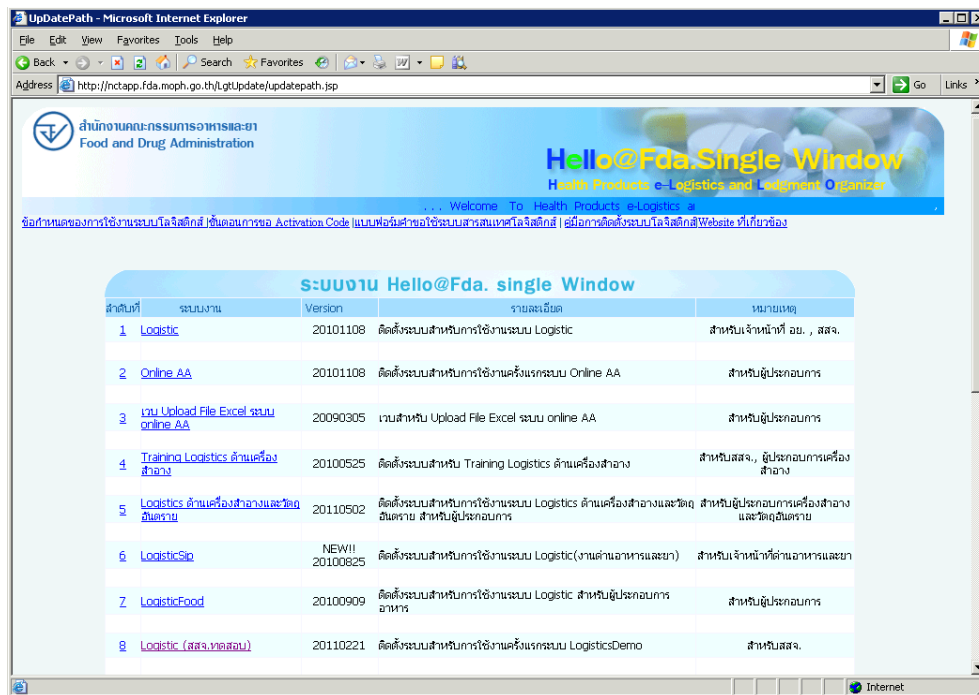 UpDatePath - Microsoft Internet Explorer
File Edit View Favorites Tools Help
Back Search Favorites
Address http://nctapp.fda.moph.go.th/LgtUpdate/updatepath.jsp Go Links
สำนักงานคณะกรรมการอาหารและยา
Food and Drug Administration
Hello@Fda.Single Window
Health Products e-Logistics and Lodgment Organizer
. . . Welcome To Health Products e-Logistics a
ข้อกำหนดของการใช้งานระบบโลจิสติกส์ |ขั้นตอนการขอ Activation Code |แบบฟอร์มคำขอใช้ระบบสารสนเทศโลจิสติกส์ | คู่มือการติดตั้งระบบโลจิสติกส์|Website ที่เกี่ยวข้อง
ระบบงาน Hello@Fda. single Window
ลำดับที่ ระบบงาน Version รายละเอียด หมายเหตุ
1 Logistic 20101108 ติดตั้งระบบสำหรับการใช้งานระบบ Logistic สำหรับเจ้าหน้าที่ อย. , สสจ.
2 Online AA 20101108 ติดตั้งระบบสำหรับการใช้งานครั้งแรกระบบ Online AA สำหรับผู้ประกอบการ
3 เวบ Upload File Excel ระบบ online AA 20090305 เวบสำหรับ Upload File Excel ระบบ online AA สำหรับผู้ประกอบการ
4 Training Logistics ด้านเครื่องสำอาง 20100525 ติดตั้งระบบสำหรับ Training Logistics ด้านเครื่องสำอาง สำหรับสสจ., ผู้ประกอบการเครื่องสำอาง
5 Logistics ด้านเครื่องสำอางและวัตถุอันตราย 20110502 ติดตั้งระบบสำหรับการใช้งานระบบ Logistics ด้านเครื่องสำอางและวัตถุอันตราย สำหรับผู้ประกอบการ สำหรับผู้ประกอบการเครื่องสำอางและวัตถุอันตราย
6 LogisticSip NEW!! 20100825 ติดตั้งระบบสำหรับการใช้งานระบบ Logistic(งานด่านอาหารและยา) สำหรับเจ้าหน้าที่ด่านอาหารและยา
7 LogisticFood 20100909 ติดตั้งระบบสำหรับการใช้งานระบบ Logistic สำหรับผู้ประกอบการอาหาร สำหรับผู้ประกอบการ
8 Logistic (สสจ.ทดสอบ) 20110221 ติดตั้งระบบสำหรับการใช้งานครั้งแรกระบบ LogisticsDemo สำหรับสสจ.
Internet